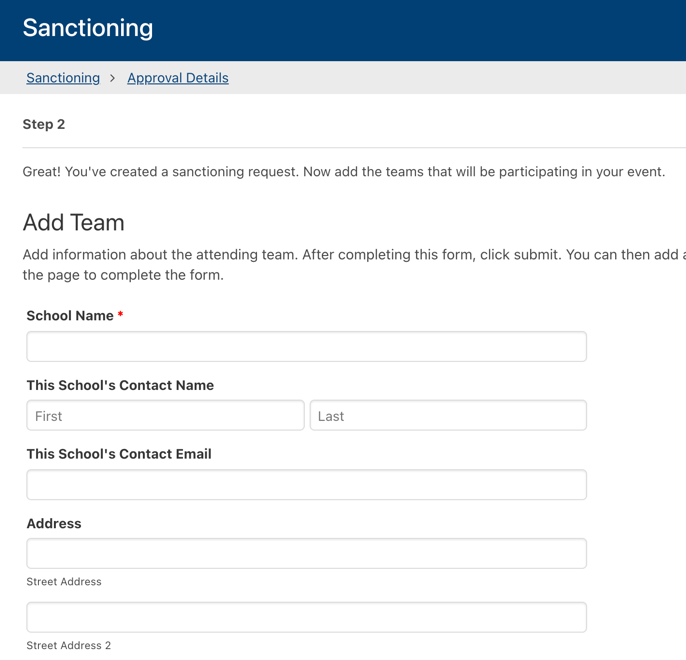 Sanctioning
Sanctioning > Approval Details
Step 2
Great! You've created a sanctioning request. Now add the teams that will be participating in your event.
Add Team
Add information about the attending team. After completing this form, click submit. You can then add
the page to complete the form.
School Name *
This School's Contact Name
First Last
This School's Contact Email
Address
Street Address
Street Address 2